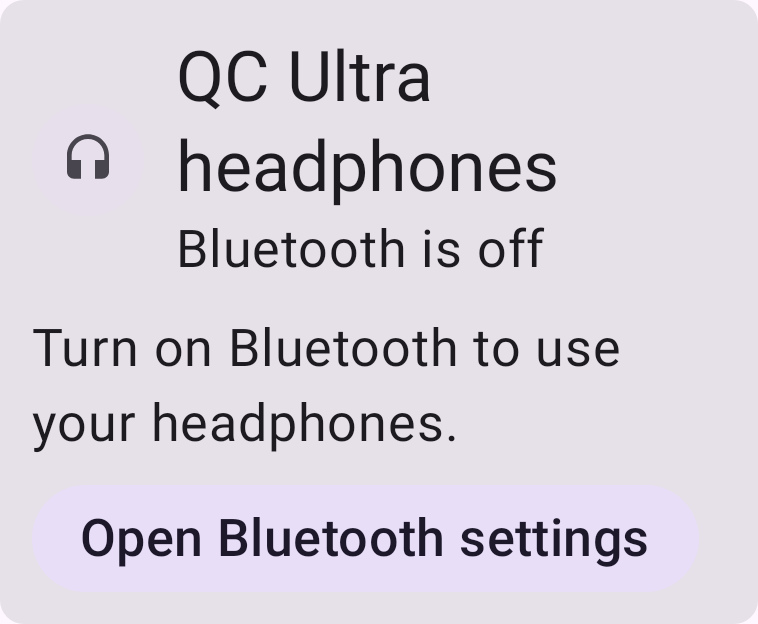 QC Ultra
headphones
Bluetooth is off
Turn on Bluetooth to use
your headphones.
Open Bluetooth settings